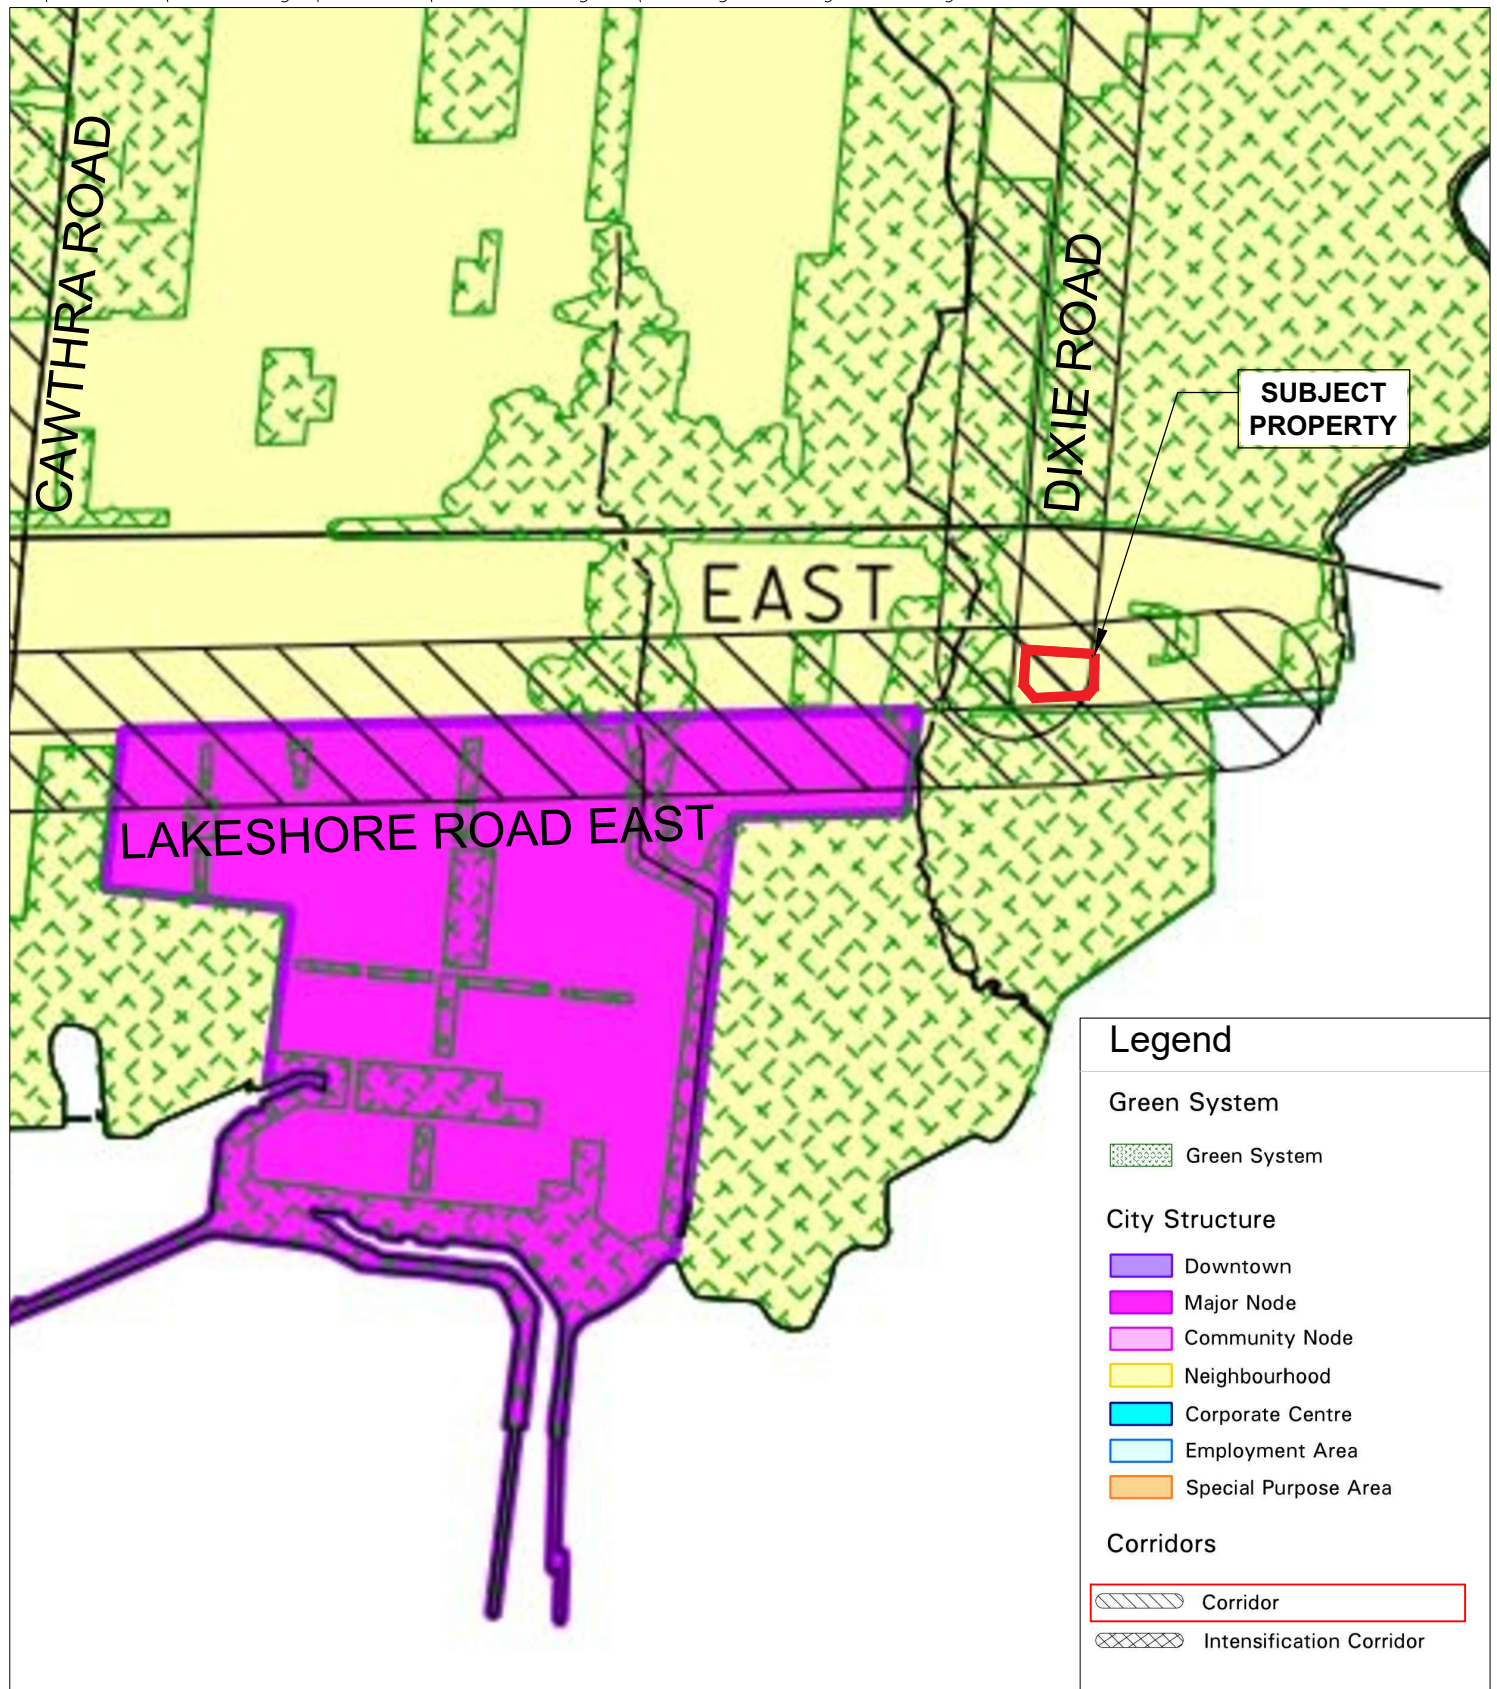 CAWTHRA ROAD
DIXIE ROAD
SUBJECT
PROPERTY
EAST
LAKESHORE ROAD EAST
Legend
Green System
Green System
City Structure
Downtown
Major Node
Community Node
Neighbourhood
Corporate Centre
Employment Area
Special Purpose Area
Corridors
Corridor
Intensification Corridor